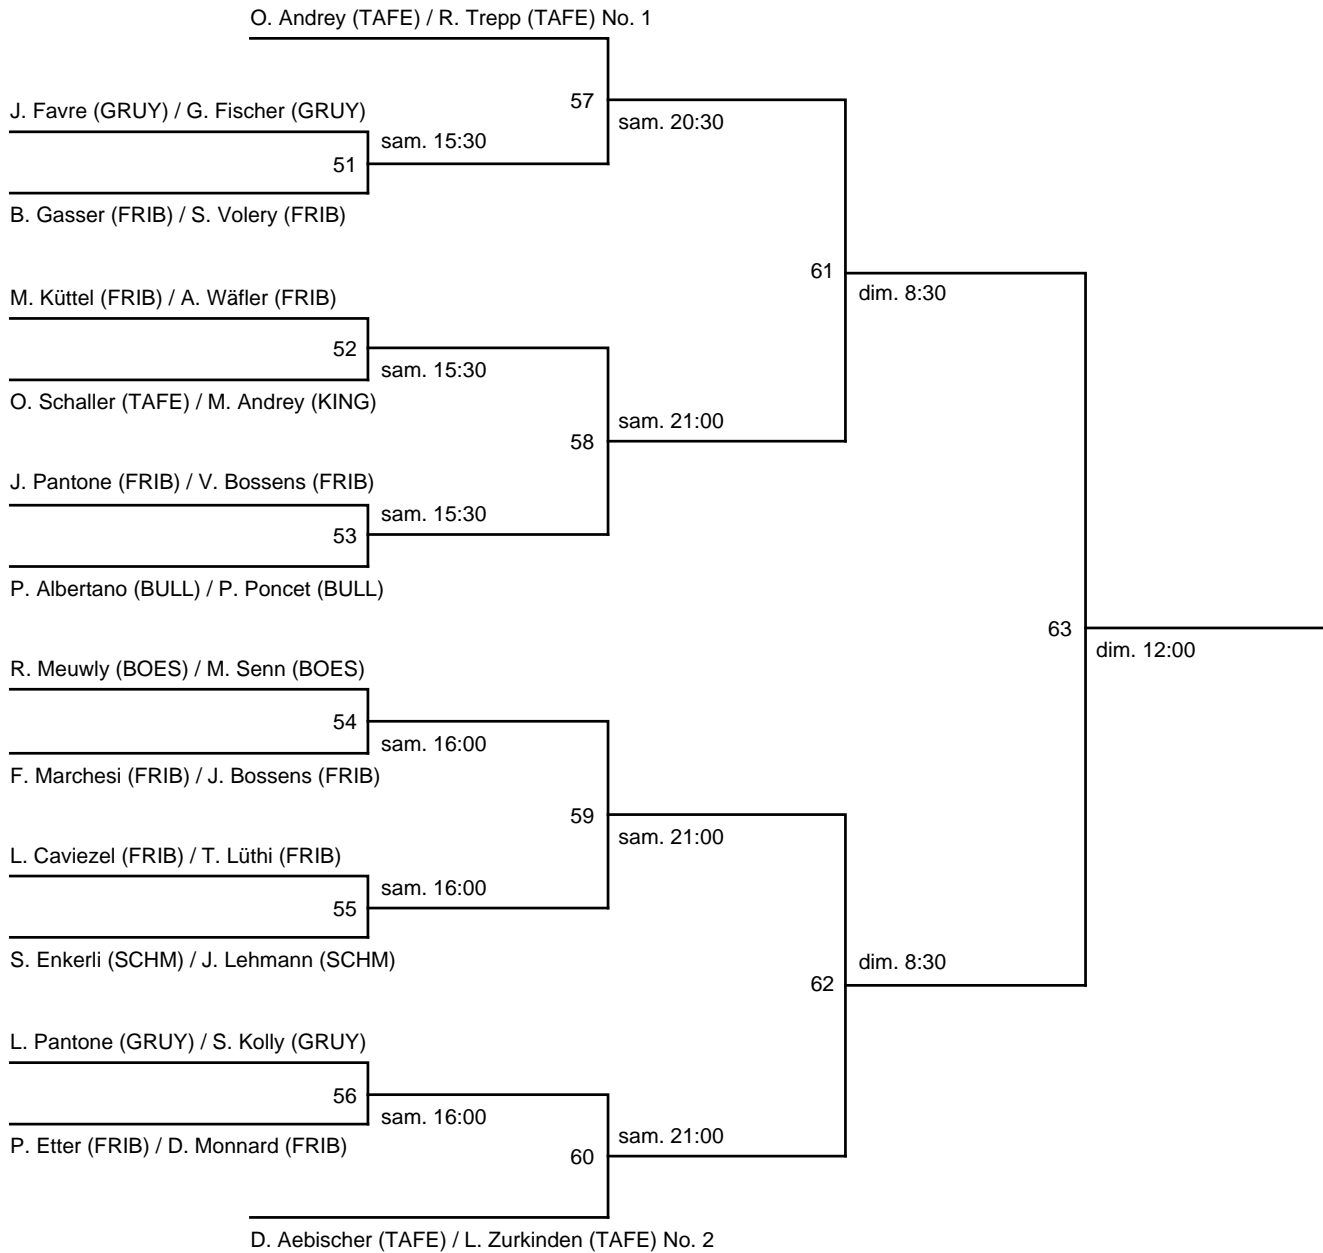 O. Andrey (TAFE) / R. Trepp (TAFE) No. 1
57
sam. 20:30
J. Favre (GRUY) / G. Fischer (GRUY)
sam. 15:30
51
B. Gasser (FRIB) / S. Volery (FRIB)
61
dim. 8:30
M. Küttel (FRIB) / A. Wäfler (FRIB)
52
sam. 15:30
O. Schaller (TAFE) / M. Andrey (KING)
58
sam. 21:00
J. Pantone (FRIB) / V. Bossens (FRIB)
sam. 15:30
53
P. Albertano (BULL) / P. Poncet (BULL)
63
dim. 12:00
R. Meuwly (BOES) / M. Senn (BOES)
54
sam. 16:00
F. Marchesi (FRIB) / J. Bossens (FRIB)
59
sam. 21:00
L. Caviezel (FRIB) / T. Lüthi (FRIB)
sam. 16:00
55
S. Enkerli (SCHM) / J. Lehmann (SCHM)
dim. 8:30
62
L. Pantone (GRUY) / S. Kolly (GRUY)
56
sam. 16:00
P. Etter (FRIB) / D. Monnard (FRIB)
sam. 21:00
60
D. Aebischer (TAFE) / L. Zurkinden (TAFE) No. 2